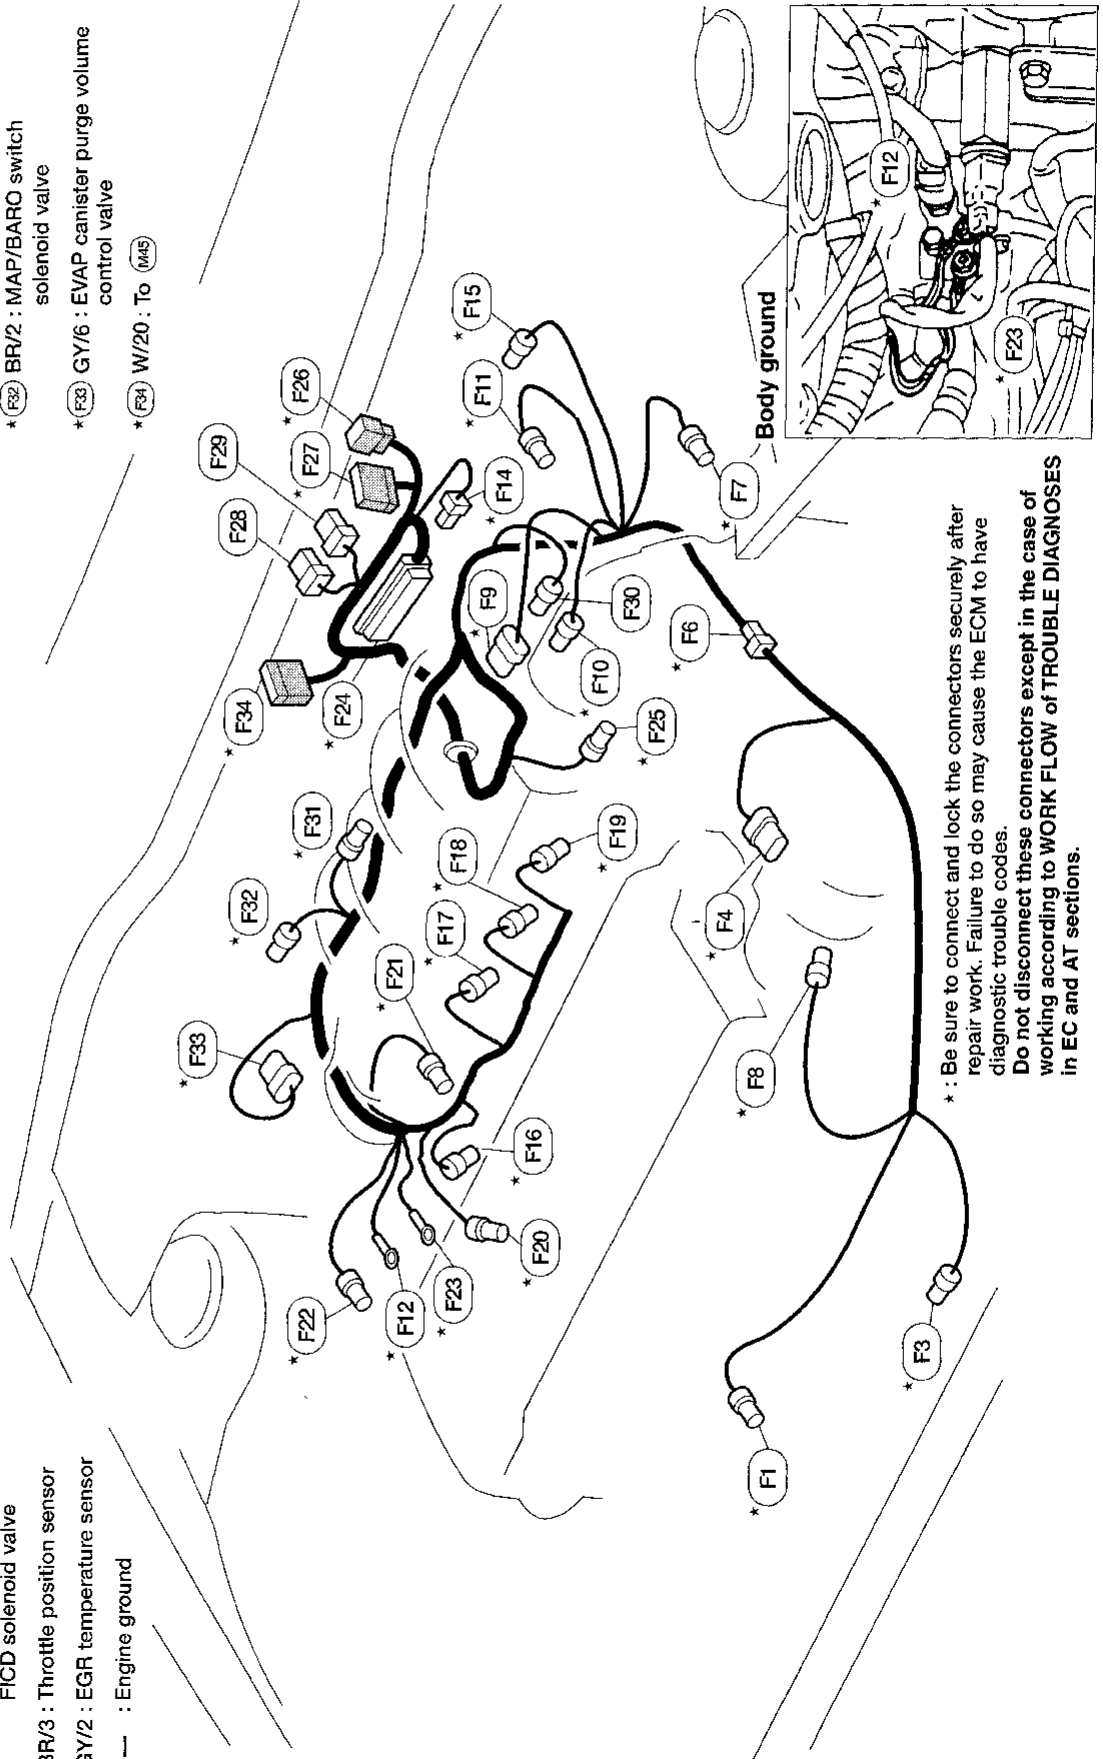 FICD solenoid valve
BR/3 : Throttle position sensor
GY/2 : EGR temperature sensor
— : Engine ground
★ F32 BR/2 : MAP/BARO switch
solenoid valve
★ F33 GY/6 : EVAP canister purge volume
control valve
★ F34 W/20 : To M45
F29
F28
★ F27
★ F26
★ F34
★ F24
★ F14
★ F11
★ F15
★ F7
★ F9
F30
★ F10
★ F25
★ F6
★ F31
★ F32
★ F33
★ F21
★ F17
★ F18
★ F19
★ F16
★ F20
★ F22
★ F12
★ F23
★ F4
★ F8
★ F1
★ F3
Body ground
★ F12
★ F23
★ : Be sure to connect and lock the connectors securely after
repair work. Failure to do so may cause the ECM to have
diagnostic trouble codes.
Do not disconnect these connectors except in the case of
working according to WORK FLOW of TROUBLE DIAGNOSES
in EC and AT sections.